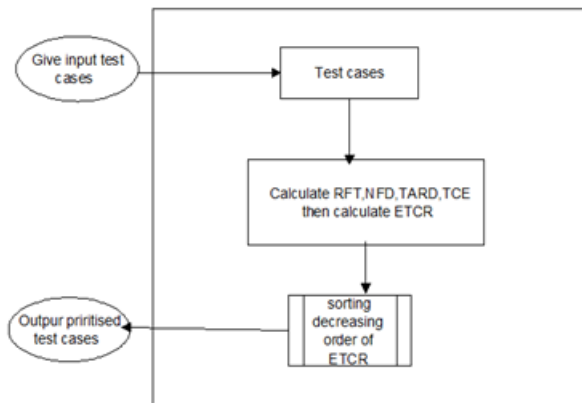 Give input test
cases
Test cases
Calculate RFT,NFD,TARD,TCE
then calculate ETCR
sorting
decreasing
order of
ETCR
Outpur priritised
test cases